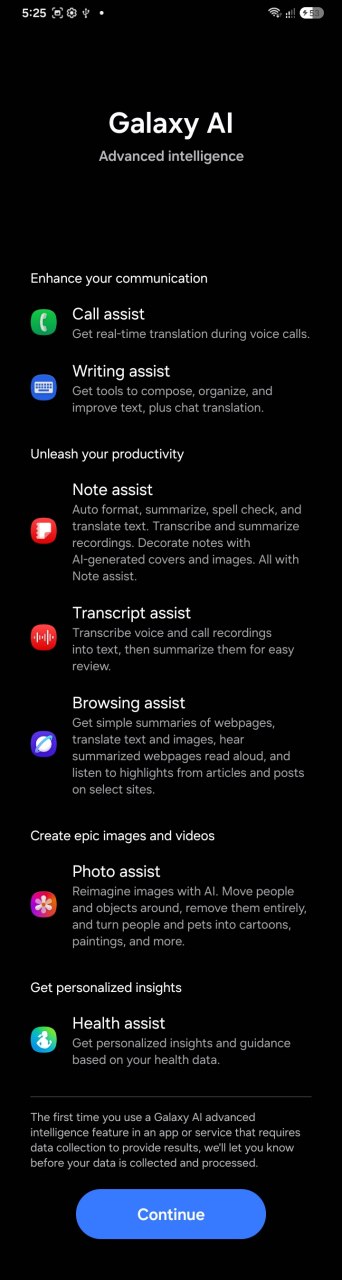 5:25
53
Galaxy AI
Advanced intelligence
Enhance your communication
Call assist
Get real-time translation during voice calls.
Writing assist
Get tools to compose, organize, and
improve text, plus chat translation.
Unleash your productivity
Note assist
Auto format, summarize, spell check, and
translate text. Transcribe and summarize
recordings. Decorate notes with
AI-generated covers and images. All with
Note assist.
Transcript assist
Transcribe voice and call recordings
into text, then summarize them for easy
review.
Browsing assist
Get simple summaries of webpages,
translate text and images, hear
summarized webpages read aloud, and
listen to highlights from articles and posts
on select sites.
Create epic images and videos
Photo assist
Reimagine images with AI. Move people
and objects around, remove them entirely,
and turn people and pets into cartoons,
paintings, and more.
Get personalized insights
Health assist
Get personalized insights and guidance
based on your health data.
The first time you use a Galaxy AI advanced
intelligence feature in an app or service that requires
data collection to provide results, we'll let you know
before your data is collected and processed.
Continue